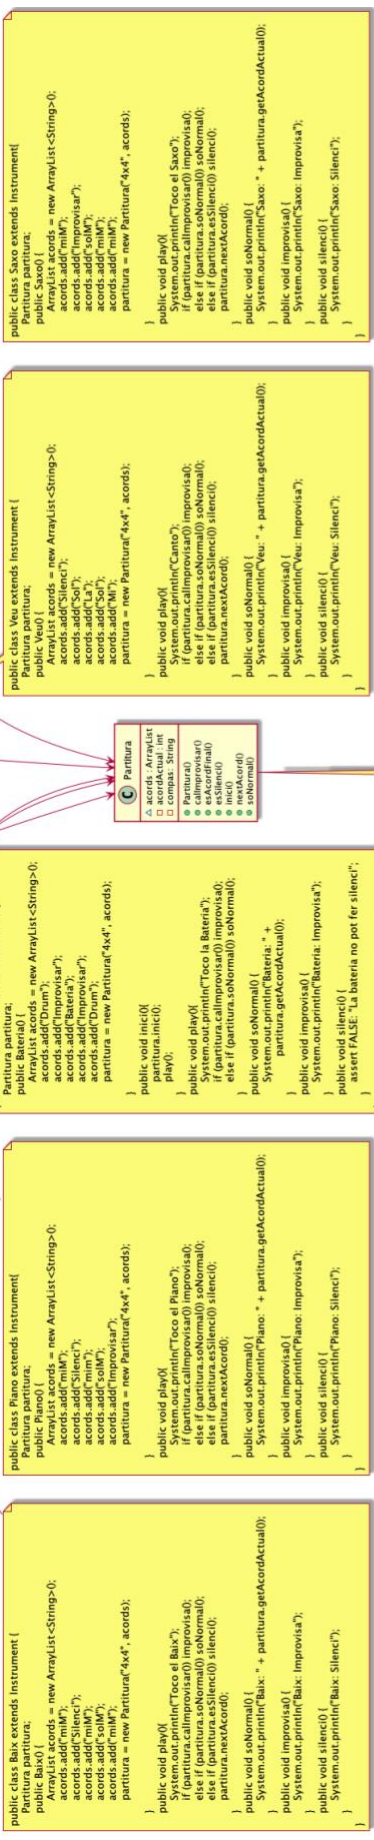 public class Baix extends Instrument {
Partitura partitura;
public Baix() {
ArrayList acords = new ArrayList<String>();
acords.add("miM");
acords.add("Silenci");
acords.add("miM");
acords.add("solM");
acords.add("miM");
partitura = new Partitura("4x4", acords);
}
public void play(){
System.out.println("Toco el Baix");
if (partitura.calImprovisar()) improvisa();
else if (partitura.soNormal()) soNormal();
else if (partitura.esSilenci()) silenci();
partitura.nextAcord();
}
public void soNormal() {
System.out.println("Baix: " + partitura.getAcordActual());
}
public void improvisa() {
System.out.println("Baix: Improvisa");
}
public void silenci() {
System.out.println("Baix: Silenci");
}
}
public class Piano extends Instrument{
Partitura partitura;
public Piano() {
ArrayList acords = new ArrayList<String>();
acords.add("miM");
acords.add("Silenci");
acords.add("mim");
acords.add("solM");
acords.add("Improvisar");
partitura = new Partitura("4x4", acords);
}
public void play(){
System.out.println("Toco el Piano");
if (partitura.calImprovisar()) improvisa();
else if (partitura.soNormal()) soNormal();
else if (partitura.esSilenci()) silenci();
partitura.nextAcord();
}
public void soNormal() {
System.out.println("Piano: " + partitura.getAcordActual());
}
public void improvisa() {
System.out.println("Piano: Improvisa");
}
public void silenci() {
System.out.println("Piano: Silenci");
}
}
Partitura partitura;
public Bateria() {
ArrayList acords = new ArrayList<String>();
acords.add("Drum");
acords.add("Improvisar");
acords.add("Bateria");
acords.add("Improvisar");
acords.add("Drum");
partitura = new Partitura("4x4", acords);
}
public void inici(){
partitura.inici();
play();
}
public void play(){
System.out.println("Toco la Bateria");
if (partitura.calImprovisar()) improvisa();
else if (partitura.soNormal()) soNormal();
}
public void soNormal() {
System.out.println("Bateria: " +
partitura.getAcordActual());
}
public void improvisa() {
System.out.println("Bateria: Improvisa");
}
public void silenci() {
assert FALSE: "La bateria no pot fer silenci";
}
}
C Partitura
acords : ArrayList
acordActual : int
compas: String
Partitura()
calImprovisar()
esAcordFinal()
esSilenci()
inici()
nextAcord()
soNormal()
public class Veu extends Instrument {
Partitura partitura;
public Veu() {
ArrayList acords = new ArrayList<String>();
acords.add("Silenci");
acords.add("Sol");
acords.add("La");
acords.add("Sol");
acords.add("Mi");
partitura = new Partitura("4x4", acords);
}
public void play(){
System.out.println("Canto");
if (partitura.calImprovisar()) improvisa();
else if (partitura.soNormal()) soNormal();
else if (partitura.esSilenci()) silenci();
partitura.nextAcord();
}
public void soNormal() {
System.out.println("Veu: " + partitura.getAcordActual());
}
public void improvisa() {
System.out.println("Veu: Improvisa");
}
public void silenci() {
System.out.println("Veu: Silenci");
}
}
public class Saxo extends Instrument{
Partitura partitura;
public Saxo() {
ArrayList acords = new ArrayList<String>();
acords.add("miM");
acords.add("Improvisar");
acords.add("solM");
acords.add("miM");
acords.add("miM");
partitura = new Partitura("4x4", acords);
}
public void play(){
System.out.println("Toco el Saxo");
if (partitura.calImprovisar()) improvisa();
else if (partitura.soNormal()) soNormal();
else if (partitura.esSilenci()) silenci();
partitura.nextAcord();
}
public void soNormal() {
System.out.println("Saxo: " + partitura.getAcordActual());
}
public void improvisa() {
System.out.println("Saxo: Improvisa");
}
public void silenci() {
System.out.println("Saxo: Silenci");
}
}